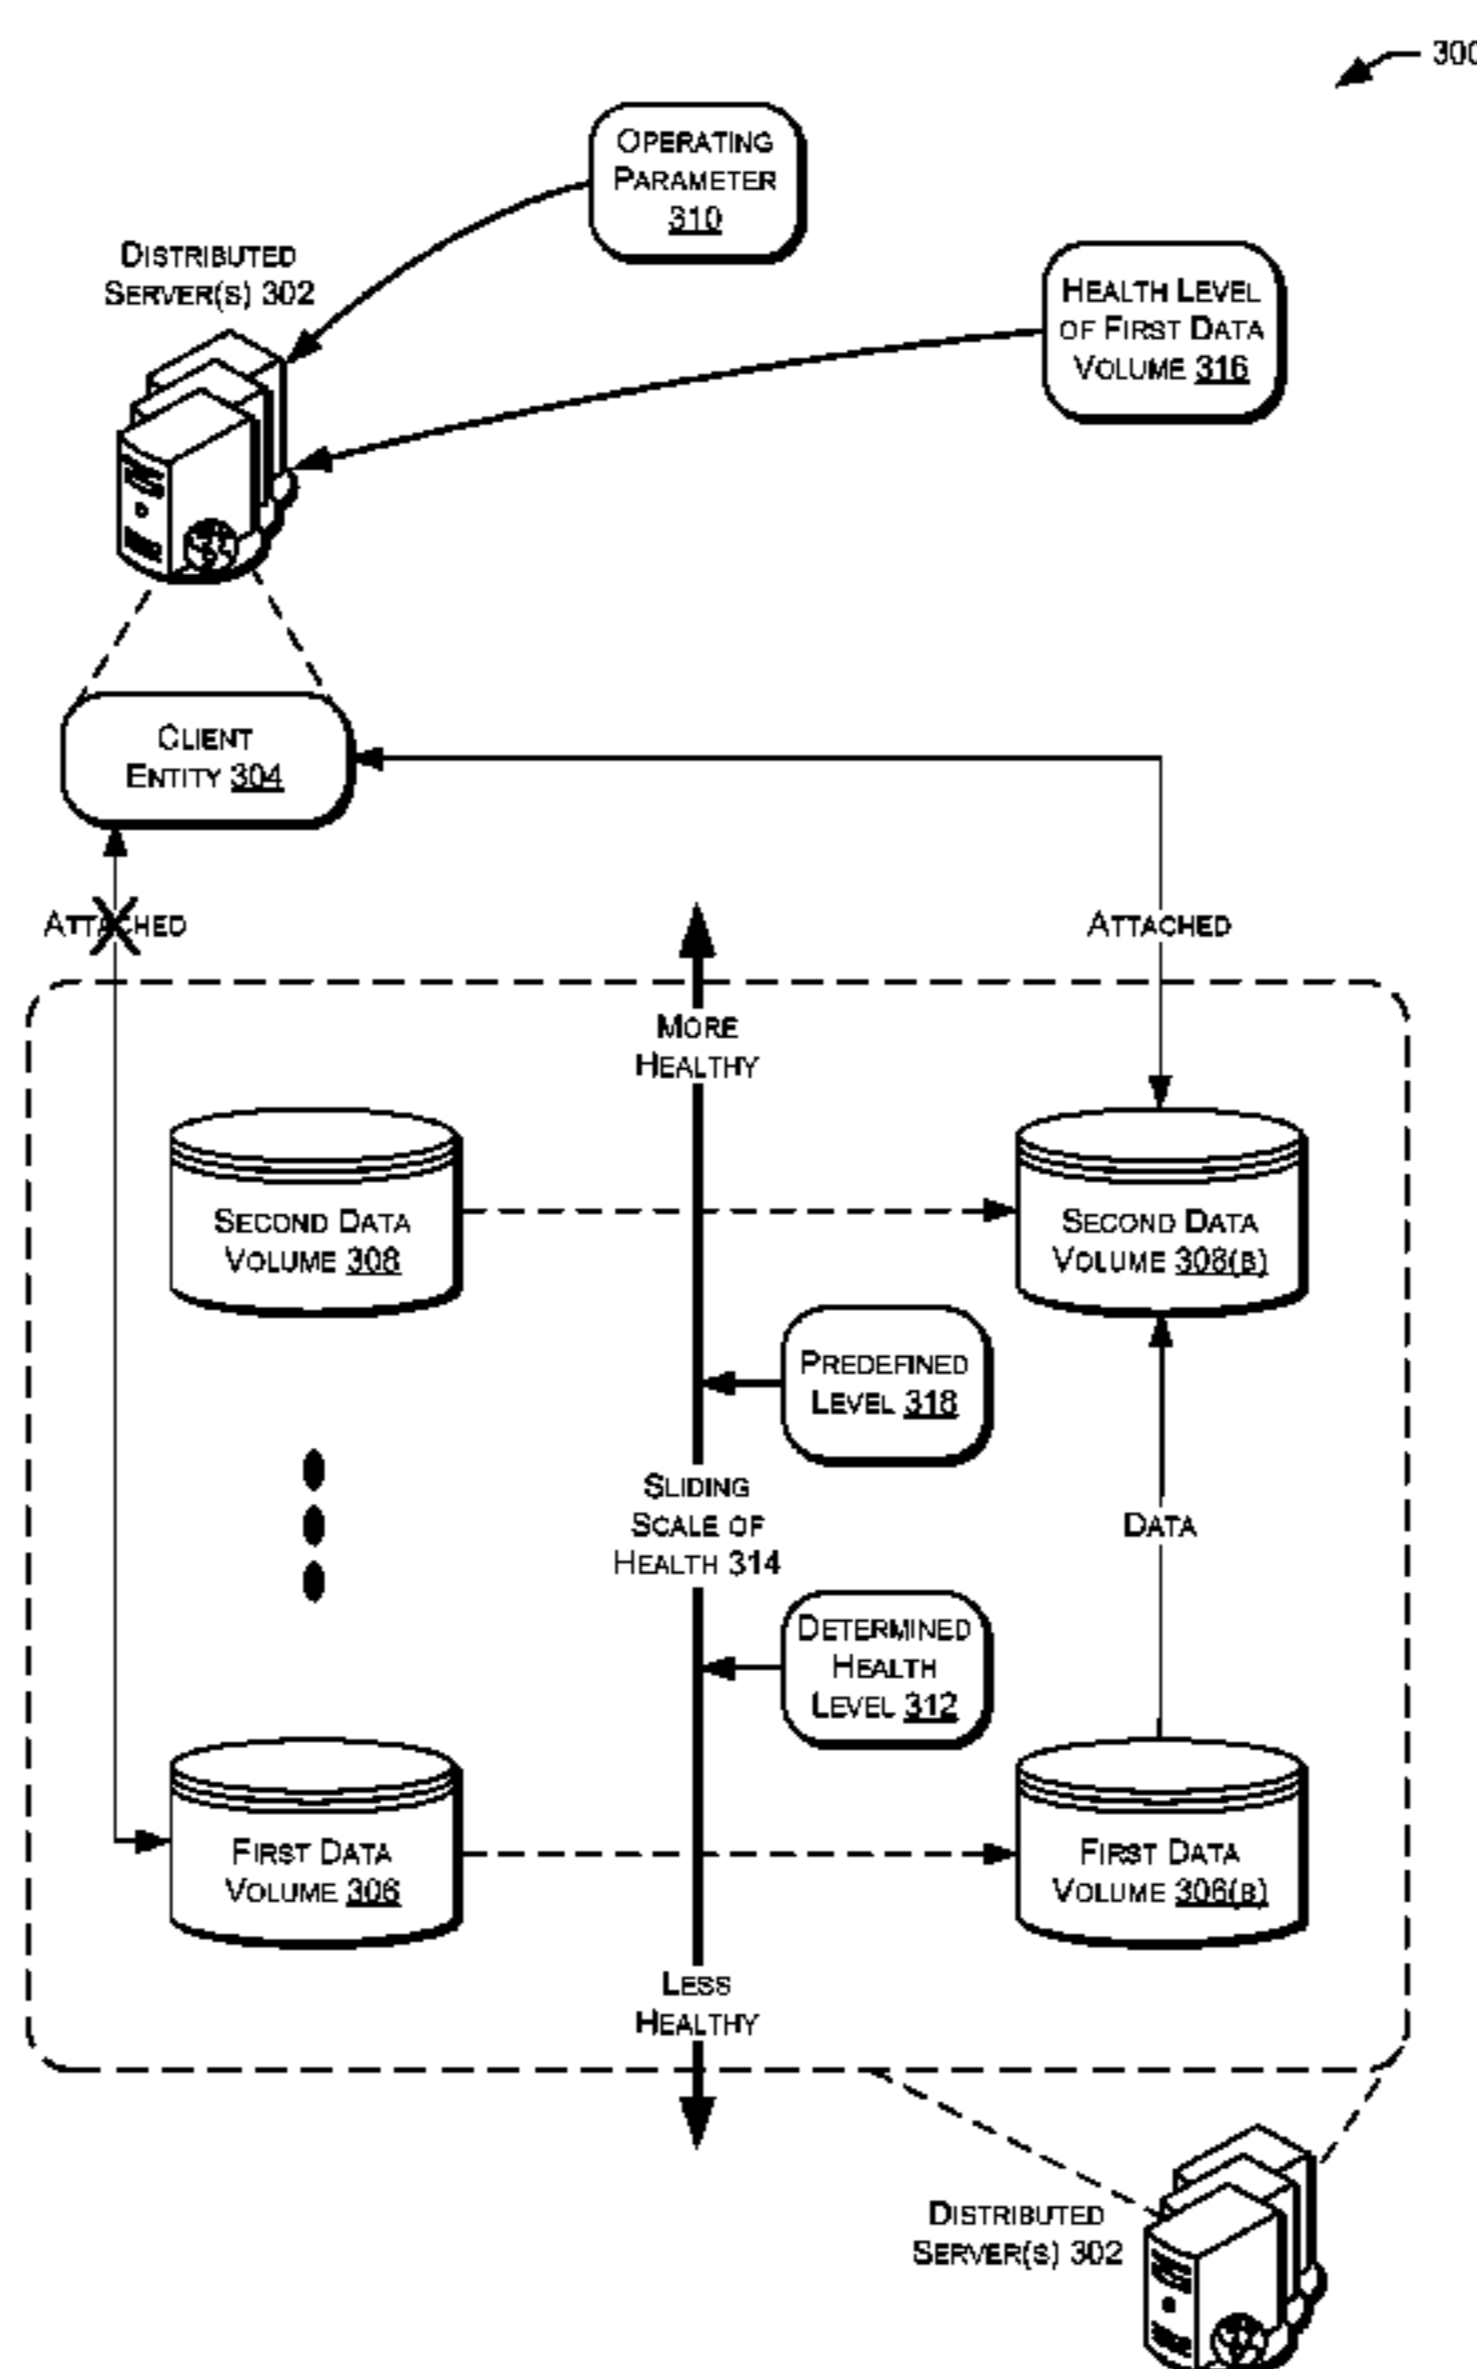 300
OPERATING
PARAMETER
310
DISTRIBUTED
SERVER(S) 302
HEALTH LEVEL
OF FIRST DATA
VOLUME 316
CLIENT
ENTITY 304
ATTACHED
ATTACHED
MORE
HEALTHY
SECOND DATA
VOLUME 308
SECOND DATA
VOLUME 308(B)
PREDEFINED
LEVEL 318
SLIDING
SCALE OF
HEALTH 314
DATA
DETERMINED
HEALTH
LEVEL 312
FIRST DATA
VOLUME 306
FIRST DATA
VOLUME 306(B)
LESS
HEALTHY
DISTRIBUTED
SERVER(S) 302